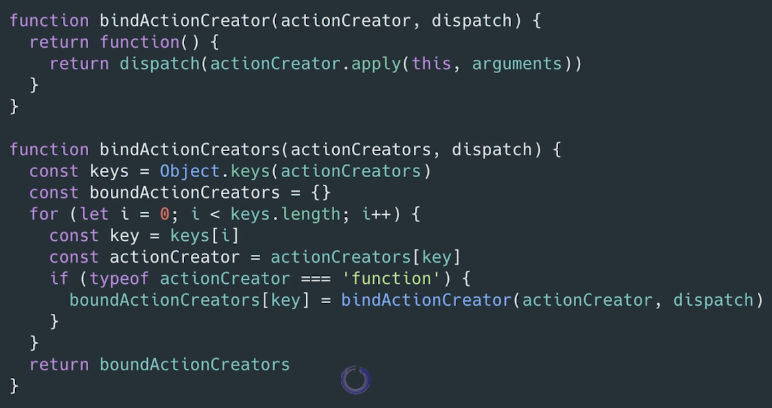 function bindActionCreator(actionCreator, dispatch) {
  return function() {
    return dispatch(actionCreator.apply(this, arguments))
  }
}

function bindActionCreators(actionCreators, dispatch) {
  const keys = Object.keys(actionCreators)
  const boundActionCreators = {}
  for (let i = 0; i < keys.length; i++) {
    const key = keys[i]
    const actionCreator = actionCreators[key]
    if (typeof actionCreator === 'function') {
      boundActionCreators[key] = bindActionCreator(actionCreator, dispatch)
    }
  }
  return boundActionCreators
}